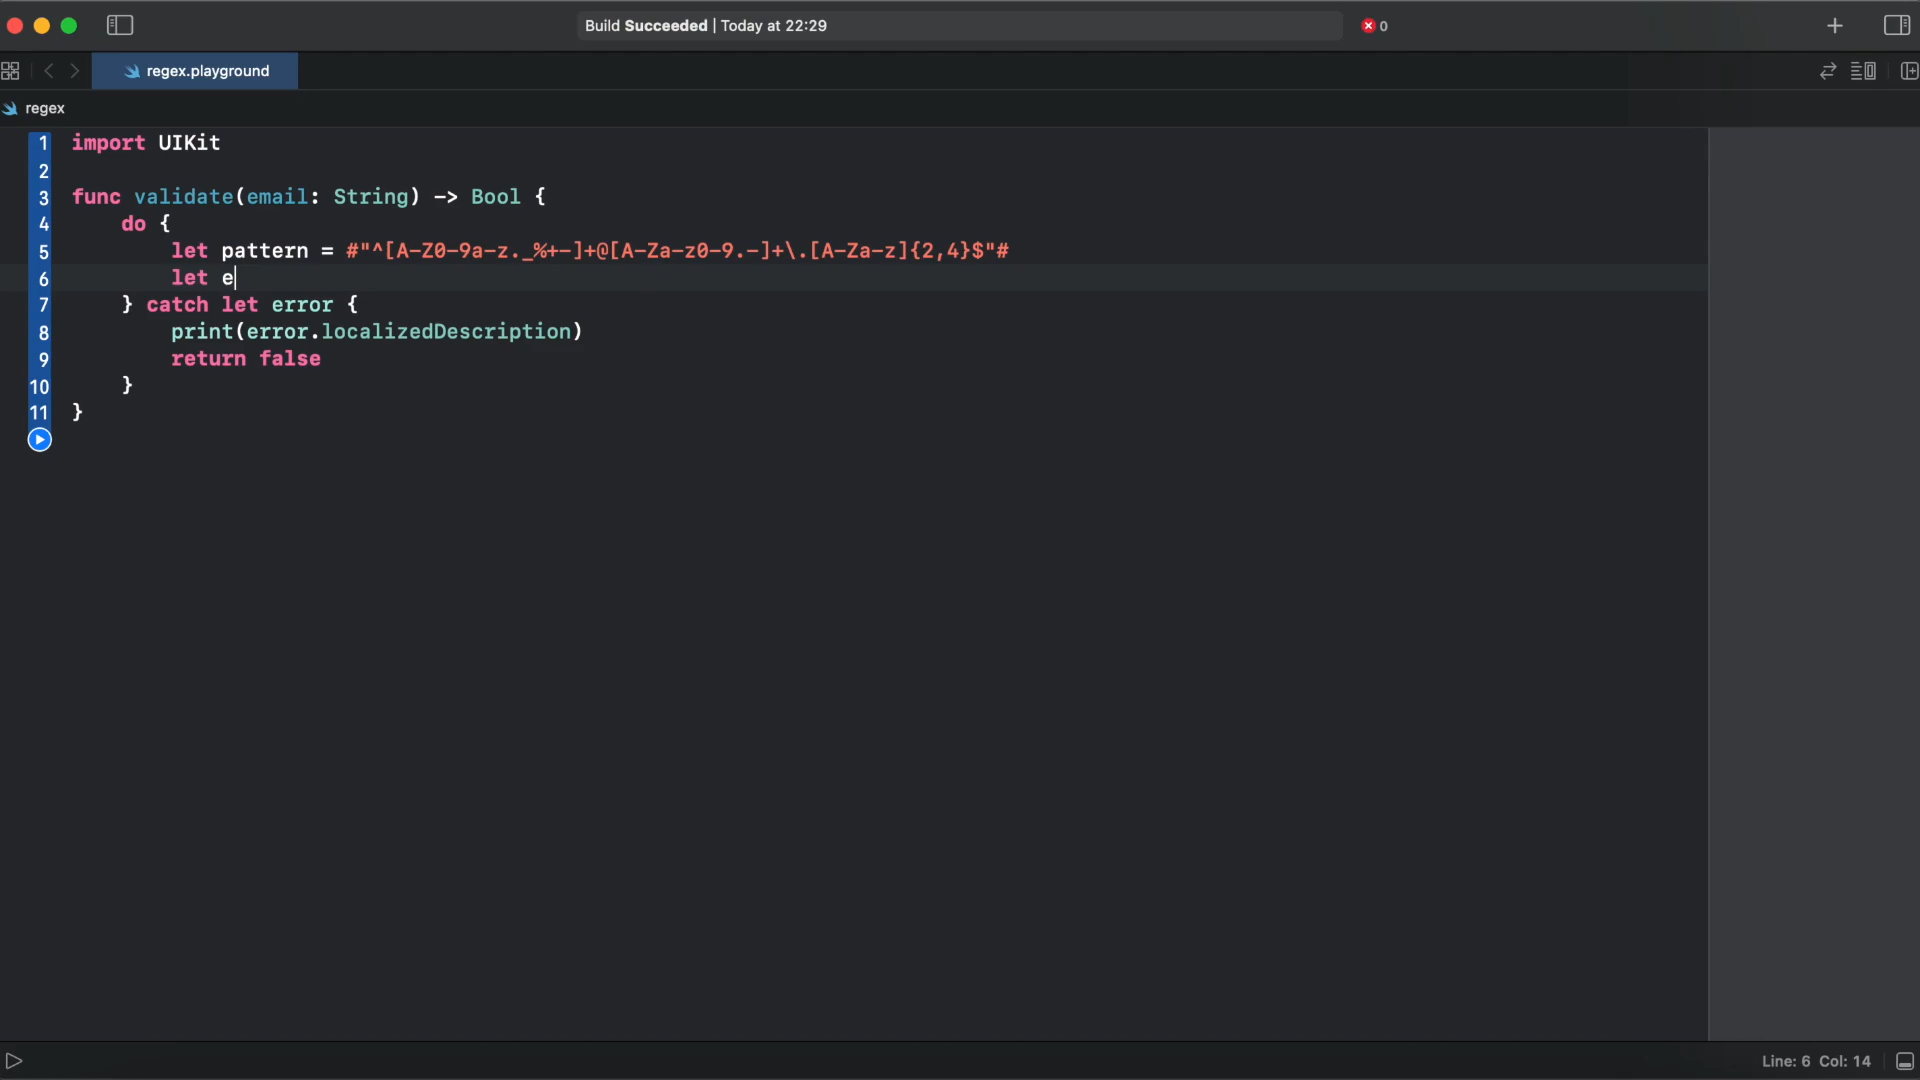 Build Succeeded | Today at 22:29
0
regex.playground
regex
1 import UIKit
2
3 func validate(email: String) -> Bool {
4     do {
5         let pattern = #"^[A-Z0-9a-z._%+-]+@[A-Za-z0-9.-]+\.[A-Za-z]{2,4}$"#
6         let e
7     } catch let error {
8         print(error.localizedDescription)
9         return false
10     }
11 }
Line: 6 Col: 14